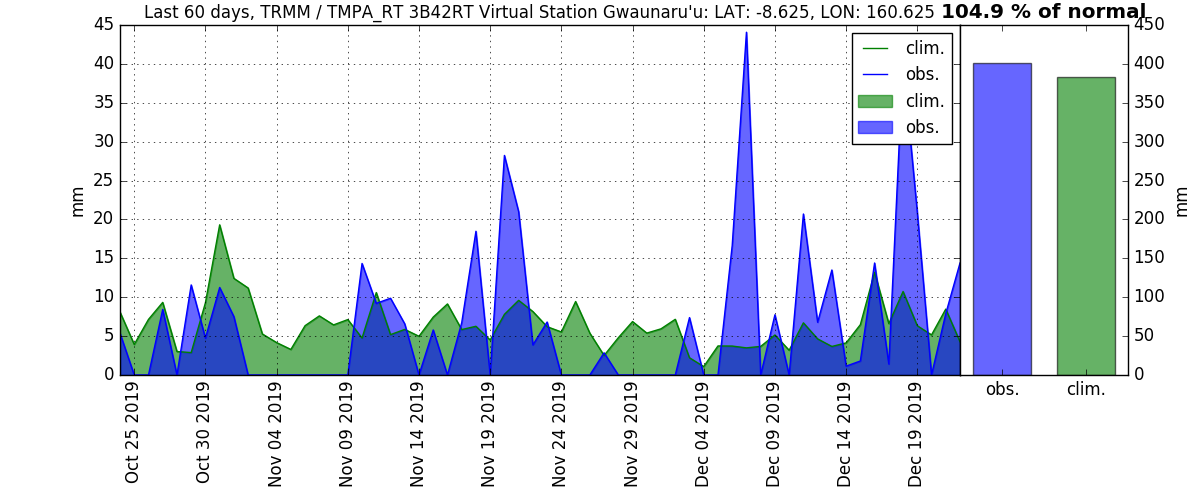 Last 60 days, TRMM / TMPA_RT 3B42RT Virtual Station Gwaunaru'u: LAT: -8.625, LON: 160.625 104.9 % of normal
45
40
35
30
25
20
15
10
5
0
mm
clim.
obs.
clim.
obs.
450
400
350
300
250
200
150
100
50
0
mm
Oct 25 2019
Oct 30 2019
Nov 04 2019
Nov 09 2019
Nov 14 2019
Nov 19 2019
Nov 24 2019
Nov 29 2019
Dec 04 2019
Dec 09 2019
Dec 14 2019
Dec 19 2019
obs.
clim.